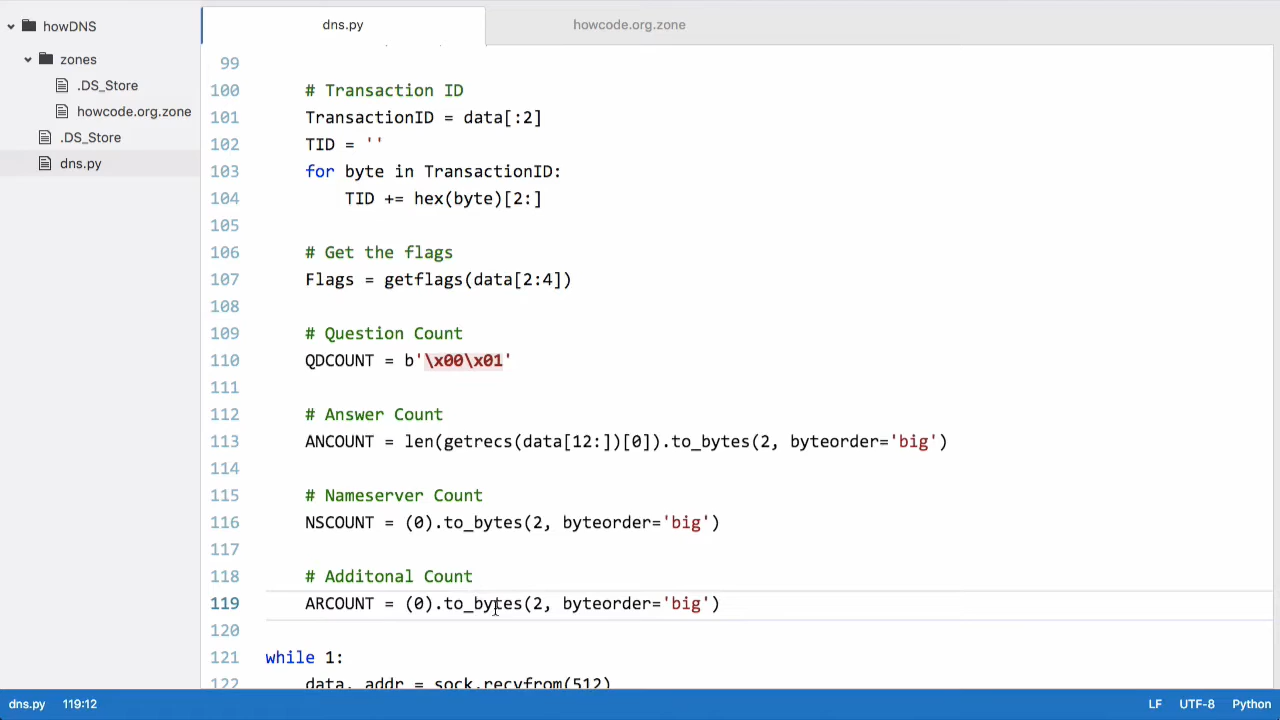 howDNS
zones
.DS_Store
howcode.org.zone
.DS_Store
dns.py
dns.py
howcode.org.zone
99
100 # Transaction ID
101 TransactionID = data[:2]
102 TID = ''
103 for byte in TransactionID:
104 TID += hex(byte)[2:]
105
106 # Get the flags
107 Flags = getflags(data[2:4])
108
109 # Question Count
110 QDCOUNT = b'\x00\x01'
111
112 # Answer Count
113 ANCOUNT = len(getrecs(data[12:])[0]).to_bytes(2, byteorder='big')
114
115 # Nameserver Count
116 NSCOUNT = (0).to_bytes(2, byteorder='big')
117
118 # Additonal Count
119 ARCOUNT = (0).to_bytes(2, byteorder='big')
120
121 while 1:
122 data, addr = sock.recvfrom(512)
dns.py 119:12 LF UTF-8 Python